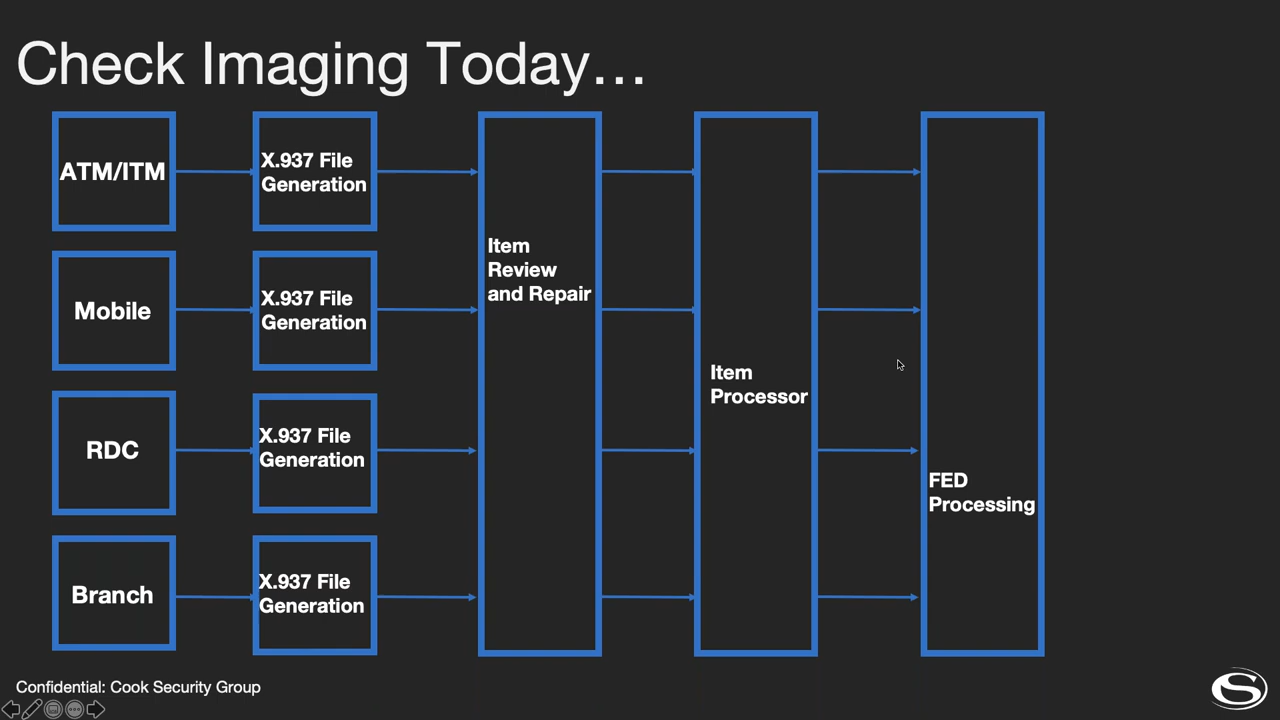 Check Imaging Today…
ATM/ITM
X.937 File
Generation
Mobile
X.937 File
Generation
RDC
X.937 File
Generation
Branch
X.937 File
Generation
Item
Review
and Repair
Item
Processor
FED
Processing
Confidential: Cook Security Group